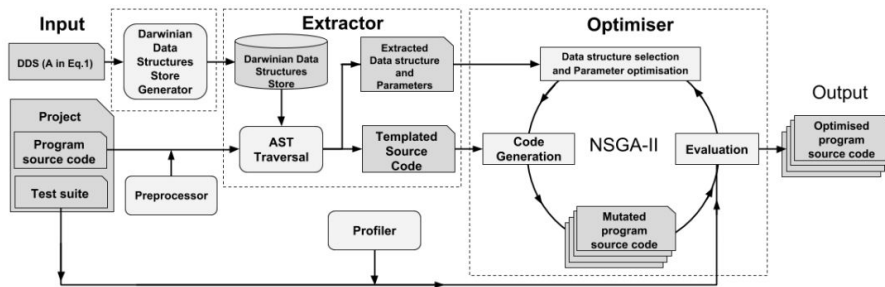 Input
Extractor
Optimiser
DDS (A in Eq.1)
Darwinian
Data
Structures
Store
Generator
Darwinian Data
Structures
Store
Extracted
Data structure
and
Parameters
Data structure selection
and Parameter optimisation
Project
Program
source code
Test suite
Preprocessor
AST
Traversal
Templated
Source
Code
Code
Generation
NSGA-II
Evaluation
Mutated
program
source code
Profiler
Output
Optimised
program
source code